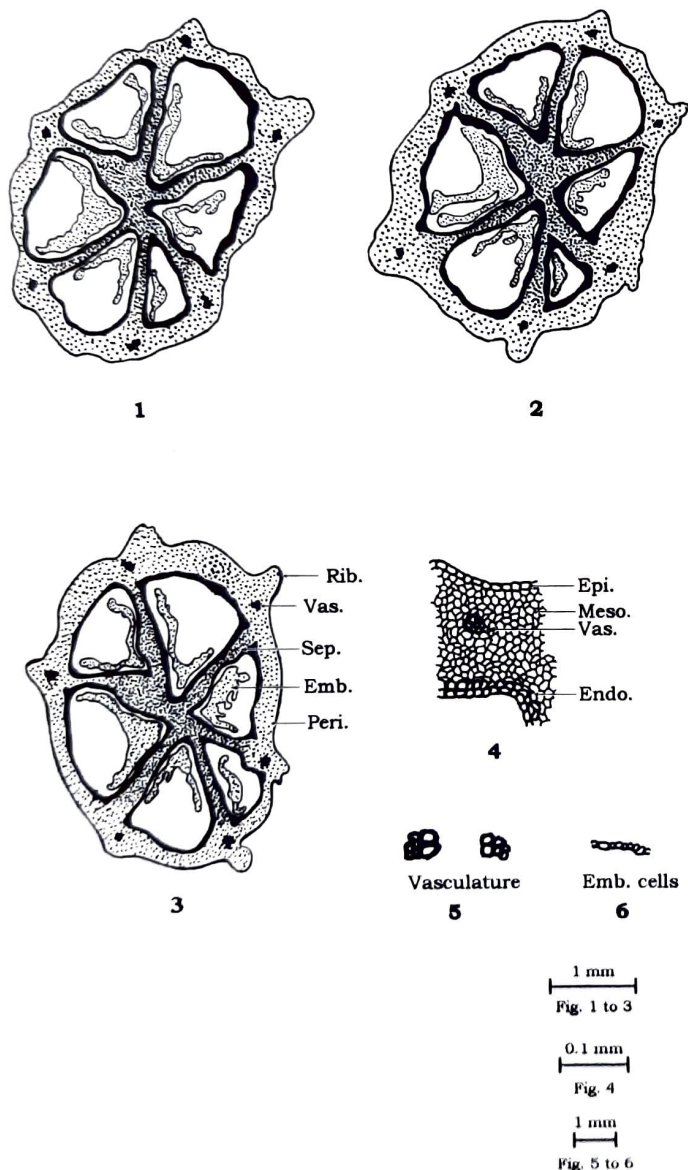 1
2
Rib.
Vas.
Sep.
Emb.
Peri.
3
Epi.
Meso.
Vas.
Endo.
4
Vasculature
5
Emb. cells
6
1 mm
Fig. 1 to 3
0.1 mm
Fig. 4
1 mm
Fig. 5 to 6